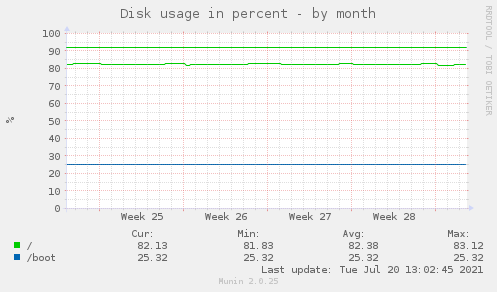 Disk usage in percent - by month
RRDTOOL / TOBI OETIKER
100
90
80
70
60
50
40
30
20
10
0
%
Week 25 Week 26 Week 27 Week 28
Cur: Min: Avg: Max:
/ 82.13 81.83 82.38 83.12
/boot 25.32 25.32 25.32 25.32
Last update: Tue Jul 20 13:02:45 2021
Munin 2.0.25